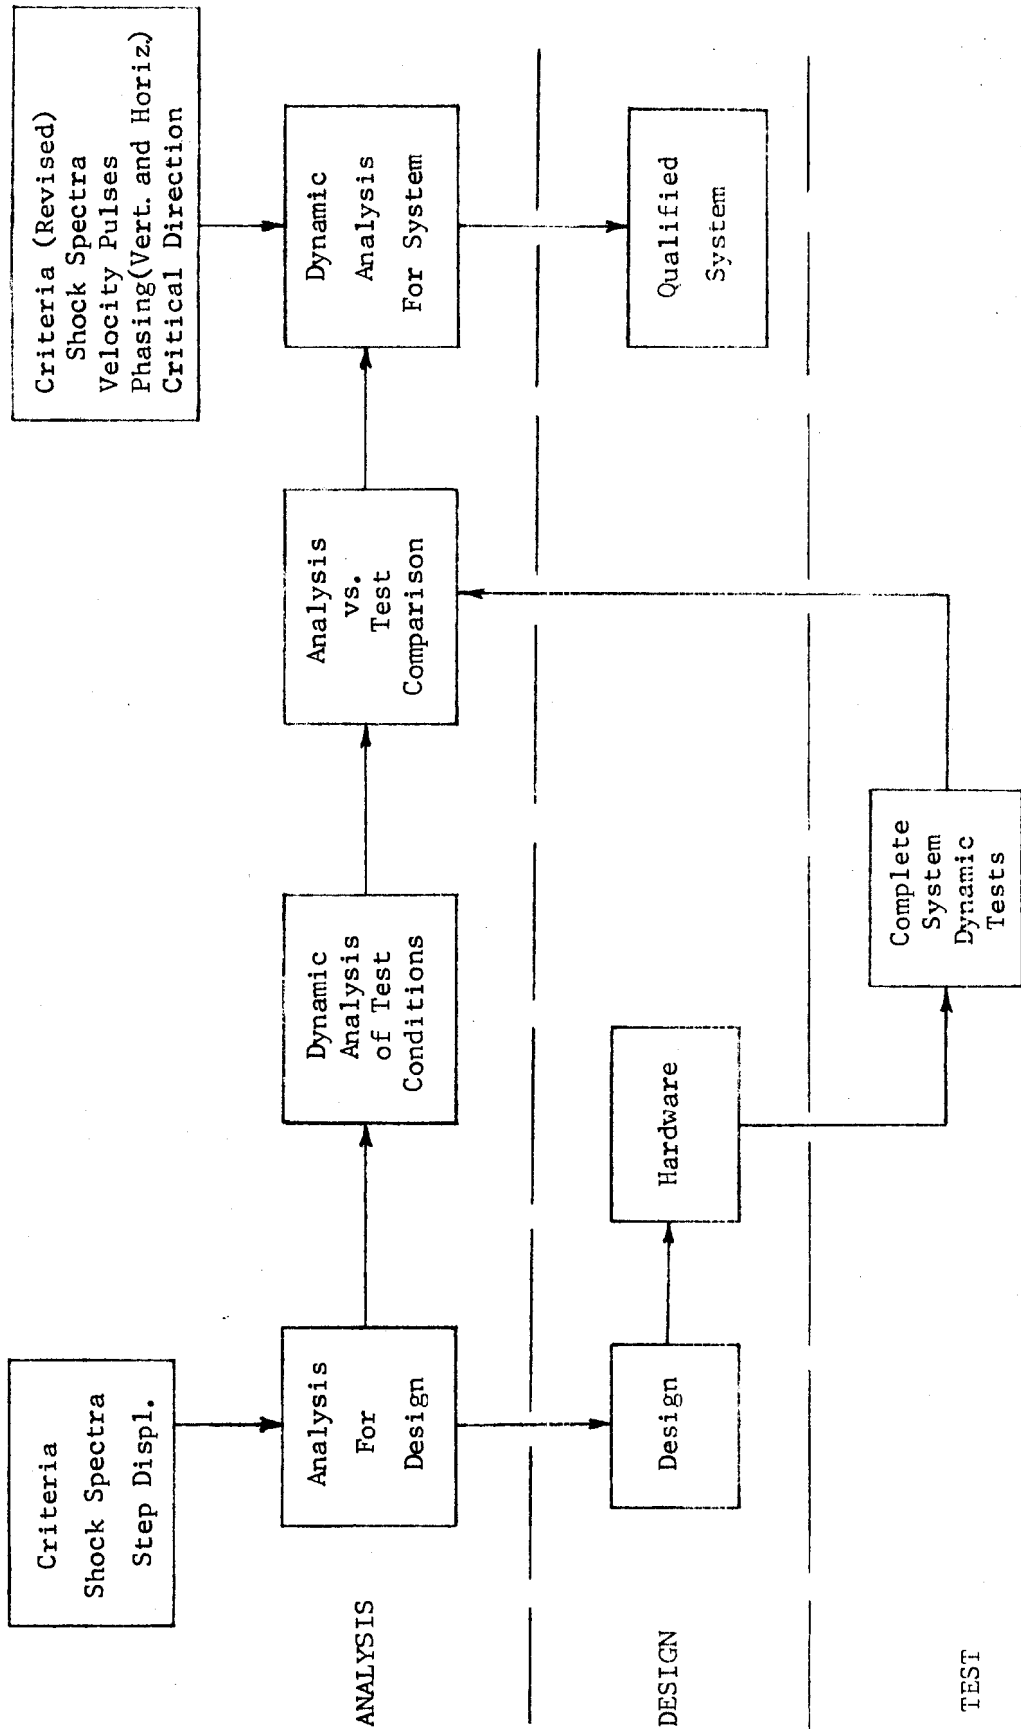 Criteria
Shock Spectra
Step Displ.
Criteria (Revised)
Shock Spectra
Velocity Pulses
Phasing(Vert. and Horiz.)
Critical Direction
ANALYSIS
Analysis
For
Design
Dynamic
Analysis
of Test
Conditions
Analysis
vs.
Test
Comparison
Dynamic
Analysis
For System
DESIGN
Design
Hardware
Qualified
System
TEST
Complete
System
Dynamic
Tests